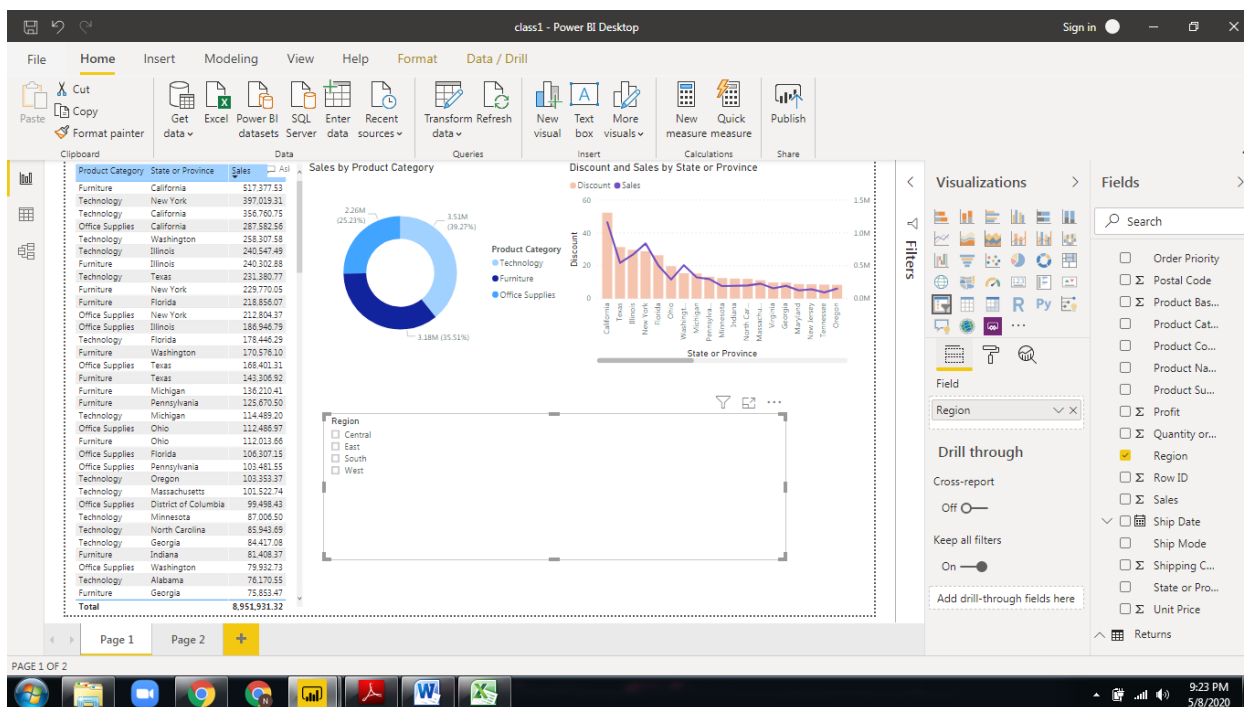 class1 - Power BI Desktop
Sign in
File Home Insert Modeling View Help Format Data / Drill
Paste
Cut
Copy
Format painter
Clipboard
Get data
Excel
Power BI datasets
SQL Server
Enter data
Recent sources
Data
Transform data
Refresh
Queries
New visual
Text box
More visuals
Insert
New measure
Quick measure
Calculations
Publish
Share
Product Category State or Province Sales
Furniture California 517,377.53
Technology New York 397,019.31
Technology California 356,760.75
Office Supplies California 287,582.56
Technology Washington 258,307.58
Technology Illinois 240,547.49
Furniture Illinois 240,302.88
Technology Texas 231,380.77
Furniture New York 229,770.05
Furniture Florida 218,856.07
Office Supplies New York 212,804.37
Office Supplies Illinois 186,946.79
Technology Florida 178,446.29
Furniture Washington 170,576.10
Office Supplies Texas 168,401.31
Furniture Texas 143,306.92
Furniture Michigan 136,210.41
Furniture Pennsylvania 125,670.50
Technology Michigan 114,489.20
Office Supplies Ohio 112,486.97
Furniture Ohio 112,013.66
Office Supplies Florida 106,307.15
Office Supplies Pennsylvania 103,481.55
Technology Oregon 103,353.37
Technology Massachusetts 101,522.74
Office Supplies District of Columbia 99,498.43
Technology Minnesota 87,006.50
Technology North Carolina 85,943.69
Technology Georgia 84,417.08
Furniture Indiana 81,408.37
Office Supplies Washington 79,932.73
Technology Alabama 76,170.55
Furniture Georgia 75,853.47
Total 8,951,931.32
Sales by Product Category
2.26M
(25.23%)
3.51M
(39.27%)
3.18M (35.51%)
Product Category
Technology
Furniture
Office Supplies
Discount and Sales by State or Province
Discount Sales
60
40
20
0
Discount
1.5M
1.0M
0.5M
0.0M
California
Texas
Illinois
New York
Florida
Ohio
Washingt...
Michigan
Pennsylva...
Minnesota
Indiana
North Car...
Massachu...
Virginia
Georgia
Maryland
New Jersey
Tennessee
Oregon
State or Province
Region
Central
East
South
West
Filters
Visualizations
R Py
Field
Region
Drill through
Cross-report
Off
Keep all filters
On
Add drill-through fields here
Fields
Search
Order Priority
Postal Code
Product Bas...
Product Cat...
Product Co...
Product Na...
Product Su...
Profit
Quantity or...
Region
Row ID
Sales
Ship Date
Ship Mode
Shipping C...
State or Pro...
Unit Price
Returns
Page 1 Page 2
PAGE 1 OF 2
9:23 PM
5/8/2020